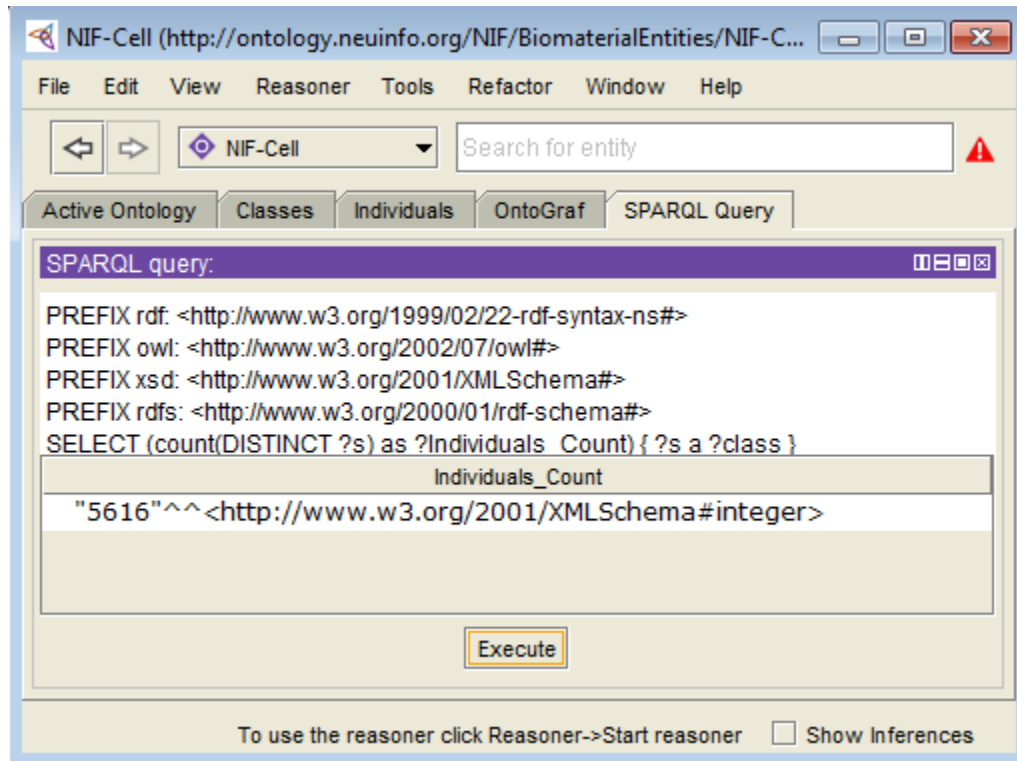 NIF-Cell (http://ontology.neuinfo.org/NIF/BiomaterialEntities/NIF-C...
File Edit View Reasoner Tools Refactor Window Help
NIF-Cell Search for entity
Active Ontology Classes Individuals OntoGraf SPARQL Query
SPARQL query:
PREFIX rdf: <http://www.w3.org/1999/02/22-rdf-syntax-ns#>
PREFIX owl: <http://www.w3.org/2002/07/owl#>
PREFIX xsd: <http://www.w3.org/2001/XMLSchema#>
PREFIX rdfs: <http://www.w3.org/2000/01/rdf-schema#>
SELECT (count(DISTINCT ?s) as ?Individuals_Count) { ?s a ?class }
Individuals_Count
"5616"^^<http://www.w3.org/2001/XMLSchema#integer>
Execute
To use the reasoner click Reasoner->Start reasoner Show Inferences